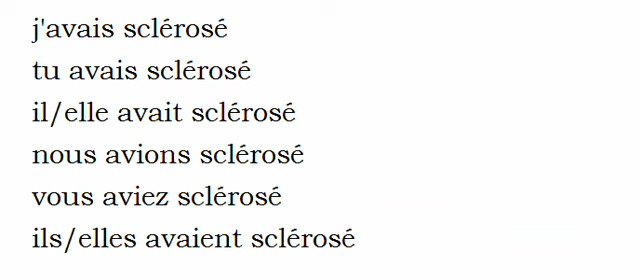 j'avais sclérosé
tu avais sclérosé
il/elle avait sclérosé
nous avions sclérosé
vous aviez sclérosé
ils/elles avaient sclérosé